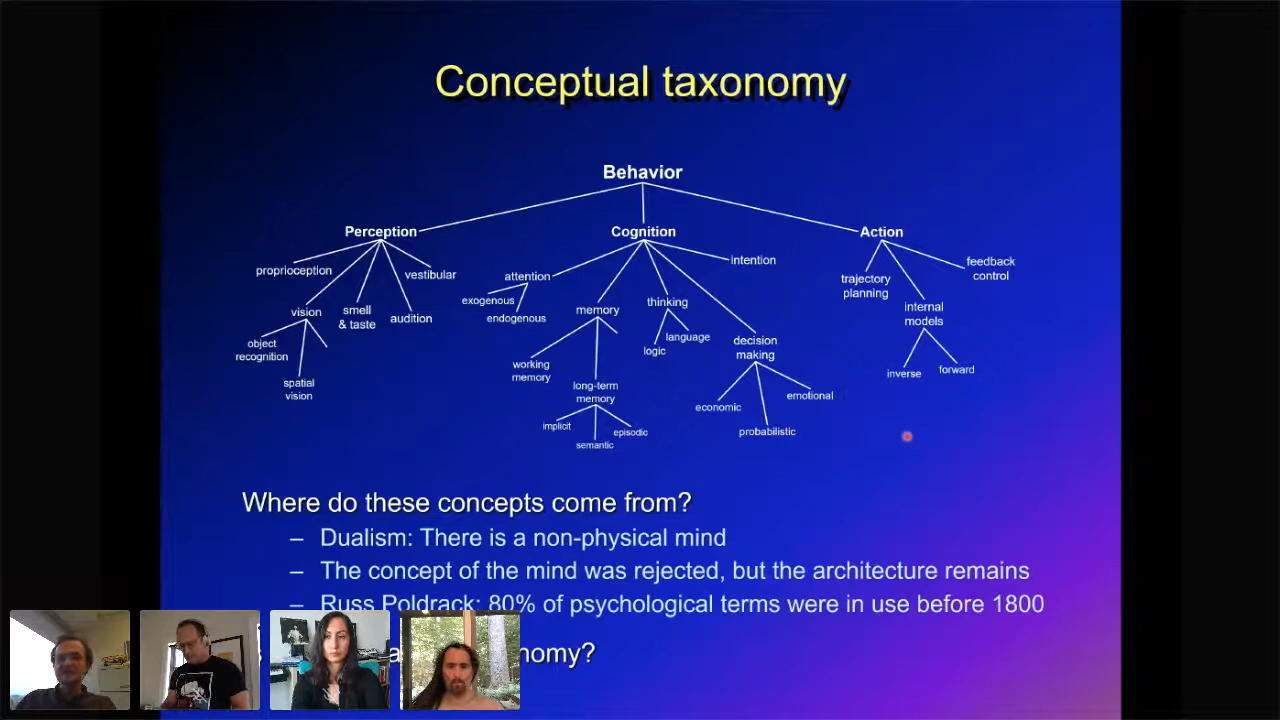 Conceptual taxonomy
Behavior
Perception
Cognition
Action
proprioception
vestibular
vision
smell
& taste
audition
object
recognition
spatial
vision
attention
exogenous
endogenous
memory
working
memory
long-term
memory
implicit
semantic
episodic
thinking
logic
language
decision
making
economic
probabilistic
emotional
intention
trajectory
planning
internal
models
inverse
forward
feedback
control
Where do these concepts come from?
– Dualism: There is a non-physical mind
– The concept of the mind was rejected, but the architecture remains
– Russ Poldrack: 80% of psychological terms were in use before 1800